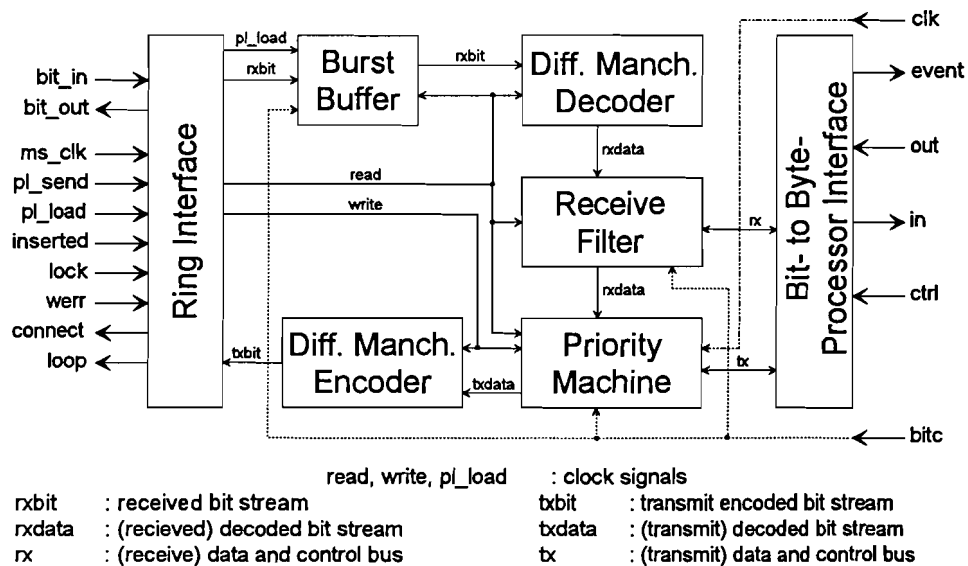 clk
pl_load
rxbit
Burst
Buffer
rxbit
Diff. Manch.
Decoder
bit_in
bit_out
event
out
in
ctrl
bitc
ms_clk
pl_send
pl_load
inserted
lock
werr
connect
loop
Ring Interface
read
write
rxdata
Receive
Filter
rx
rxdata
Bit- to Byte-
Processor Interface
txbit
Diff. Manch.
Encoder
txdata
Priority
Machine
tx
read, write, pl_load : clock signals
rxbit : received bit stream
txbit : transmit encoded bit stream
rxdata : (recieved) decoded bit stream
txdata : (transmit) decoded bit stream
rx : (receive) data and control bus
tx : (transmit) data and control bus